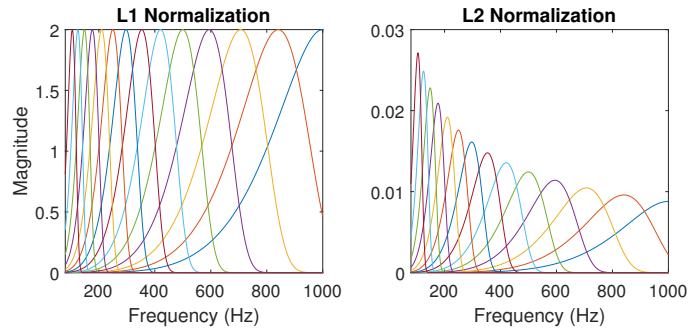 L1 Normalization
2
1.5
1
0.5
0
Magnitude
200 400 600 800 1000
Frequency (Hz)
L2 Normalization
0.03
0.02
0.01
0
200 400 600 800 1000
Frequency (Hz)